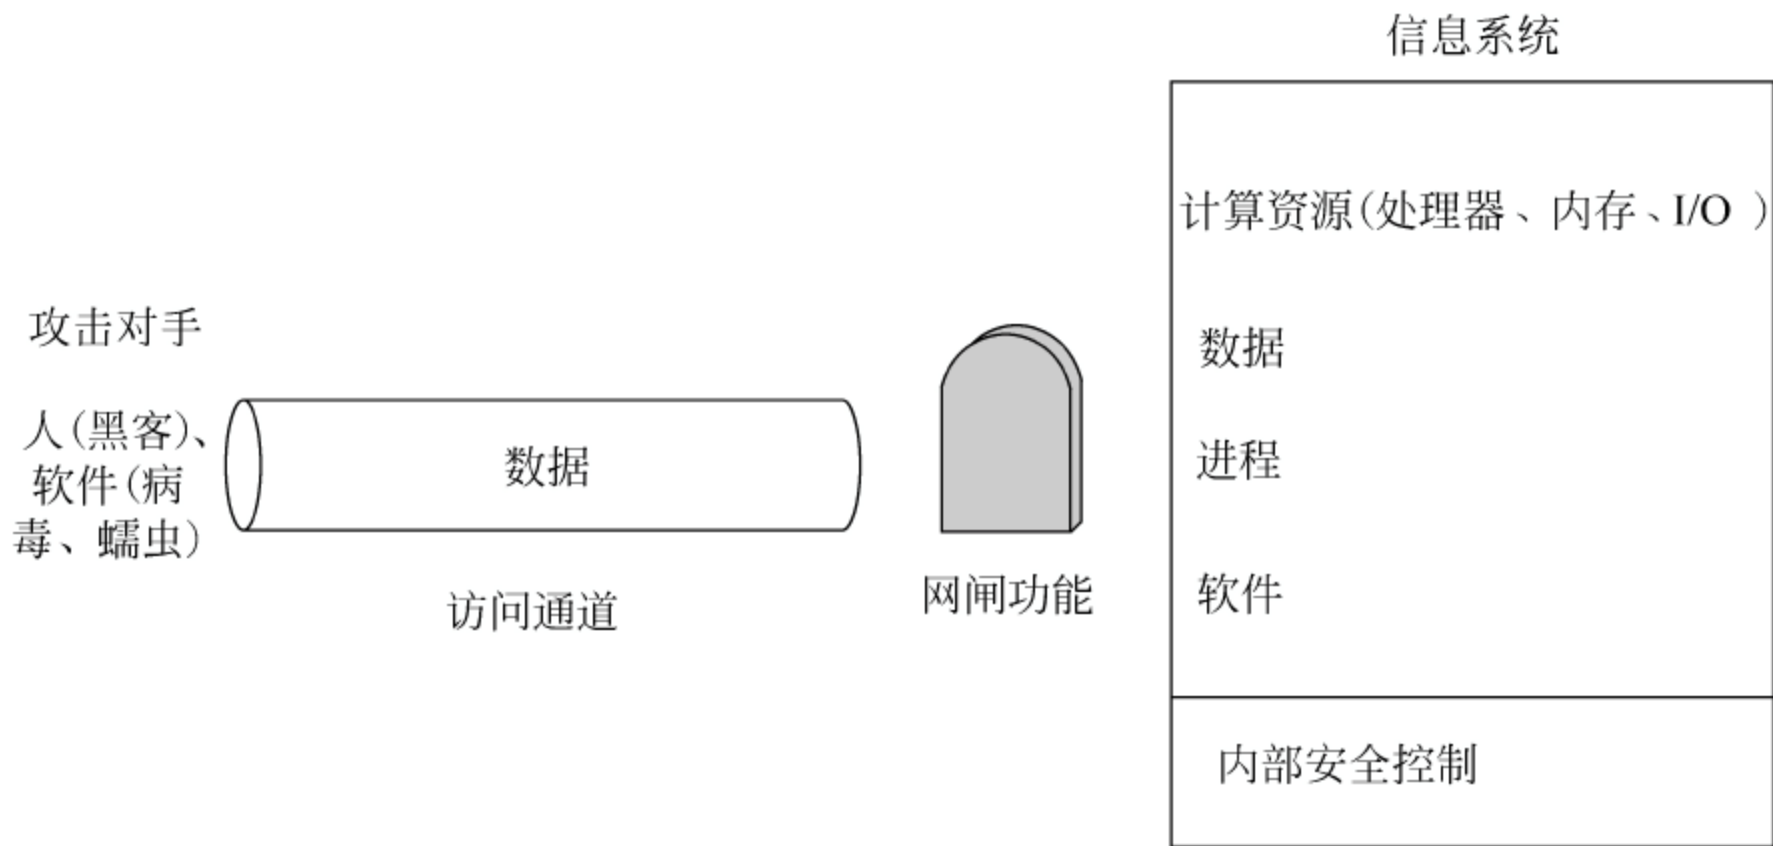 信息系统
计算资源(处理器、内存、I/O )
攻击对手
数据
人(黑客)、
软件(病
毒、蠕虫)
数据
进程
访问通道
网闸功能
软件
内部安全控制